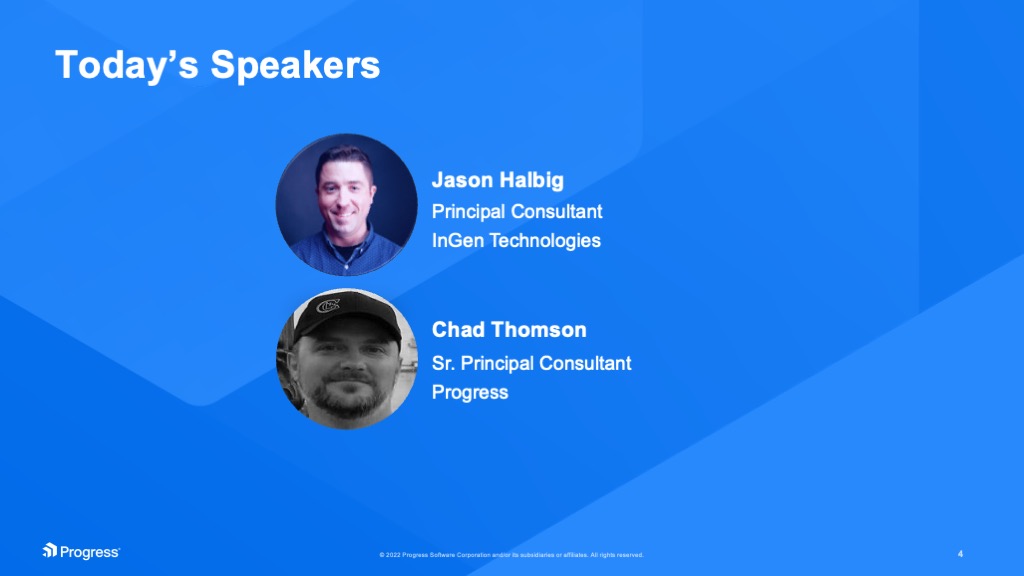 Today’s Speakers
Jason Halbig
Principal Consultant
InGen Technologies
Chad Thomson
Sr. Principal Consultant
Progress
Progress
© 2022 Progress Software Corporation and/or its subsidiaries or affiliates. All rights reserved.
4